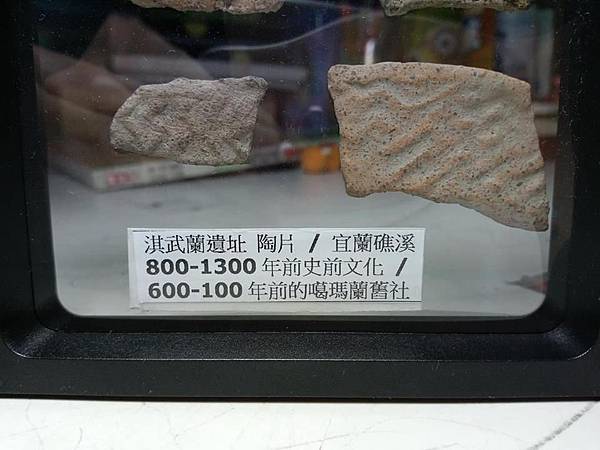 淇武蘭遺址 陶片 / 宜蘭礁溪
800-1300 年前史前文化 /
600-100 年前的噶瑪蘭舊社